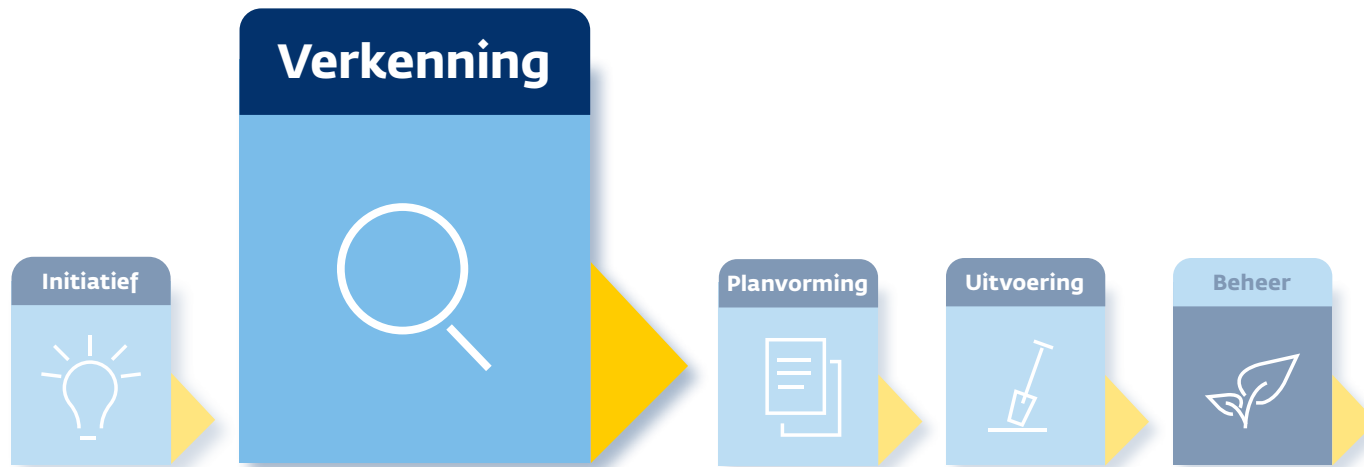 Initiatief
Verkenning
Planvorming
Uitvoering
Beheer